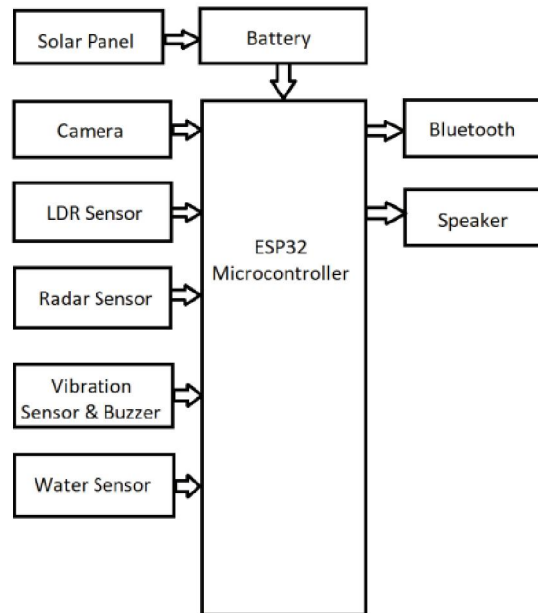 Solar Panel
Battery
Camera
LDR Sensor
Radar Sensor
Vibration
Sensor & Buzzer
Water Sensor
ESP32
Microcontroller
Bluetooth
Speaker